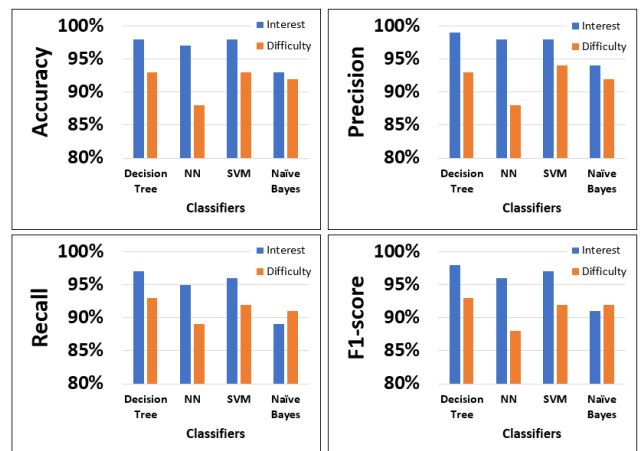 Accuracy
100%
95%
90%
85%
80%
Interest
Difficulty
Decision Tree
NN
SVM
Naïve Bayes
Classifiers
Precision
100%
95%
90%
85%
80%
Interest
Difficulty
Decision Tree
NN
SVM
Naïve Bayes
Classifiers
Recall
100%
95%
90%
85%
80%
Interest
Difficulty
Decision Tree
NN
SVM
Naïve Bayes
Classifiers
F1-score
100%
95%
90%
85%
80%
Interest
Difficulty
Decision Tree
NN
SVM
Naïve Bayes
Classifiers